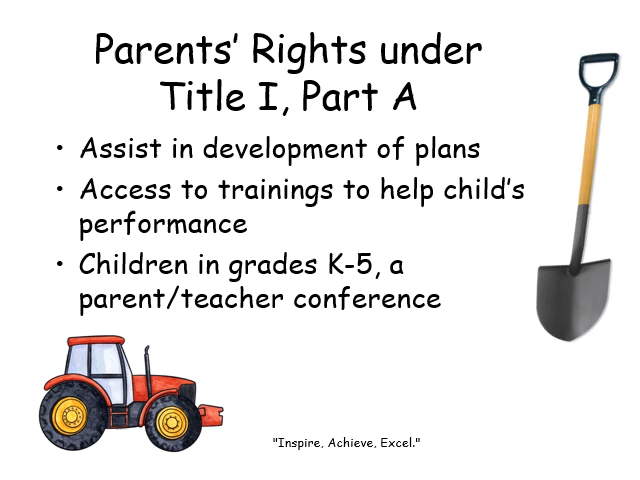 Parents' Rights under
Title I, Part A
• Assist in development of plans
• Access to trainings to help child's
performance
• Children in grades K-5, a
parent/teacher conference
"Inspire, Achieve, Excel."